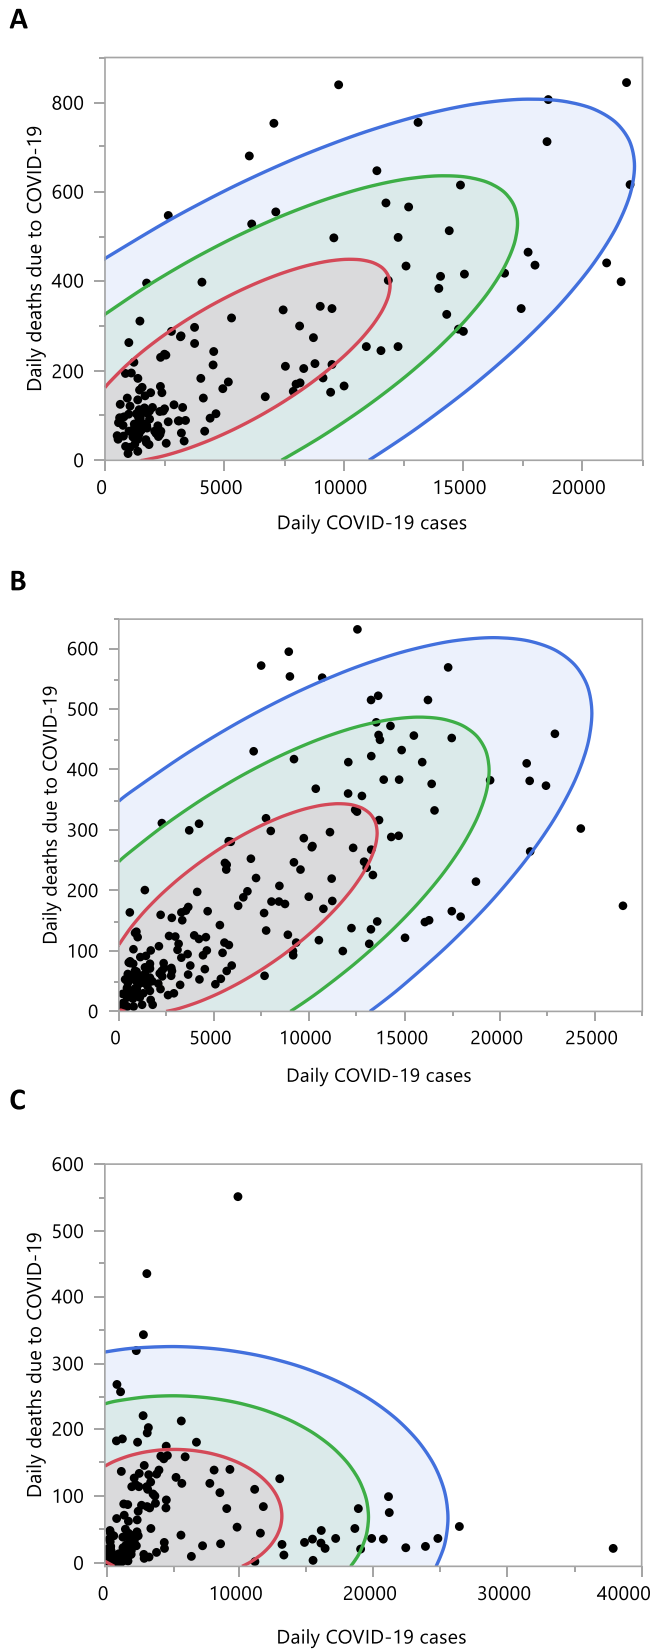 A
Daily deaths due to COVID-19
800
600
400
200
0
0 5000 10000 15000 20000
Daily COVID-19 cases
B
Daily deaths due to COVID-19
600
500
400
300
200
100
0
0 5000 10000 15000 20000 25000
Daily COVID-19 cases
C
Daily deaths due to COVID-19
600
500
400
300
200
100
0
0 10000 20000 30000 40000
Daily COVID-19 cases